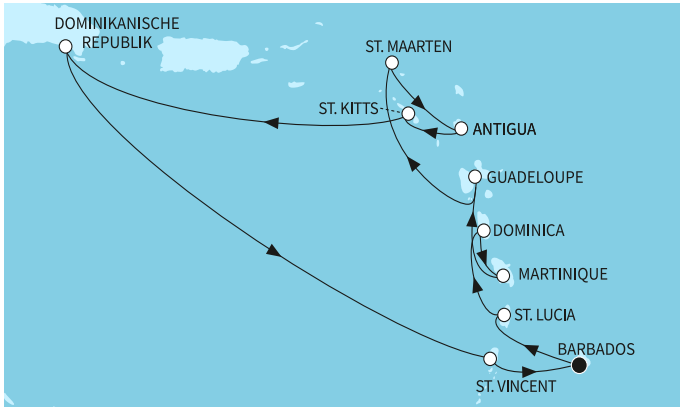 DOMINIKANISCHE
REPUBLIK
ST. MAARTEN
ST. KITTS
ANTIGUA
GUADELOUPE
DOMINICA
MARTINIQUE
ST. LUCIA
BARBADOS
ST. VINCENT